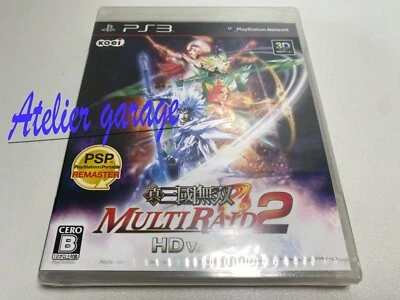 PS3
PlayStation Network
KOEI
3D
Atelier garage
PSP
PlayStation Portable
REMASTER
真・三國無双
MULTI RAID 2
HD V
CERO
B